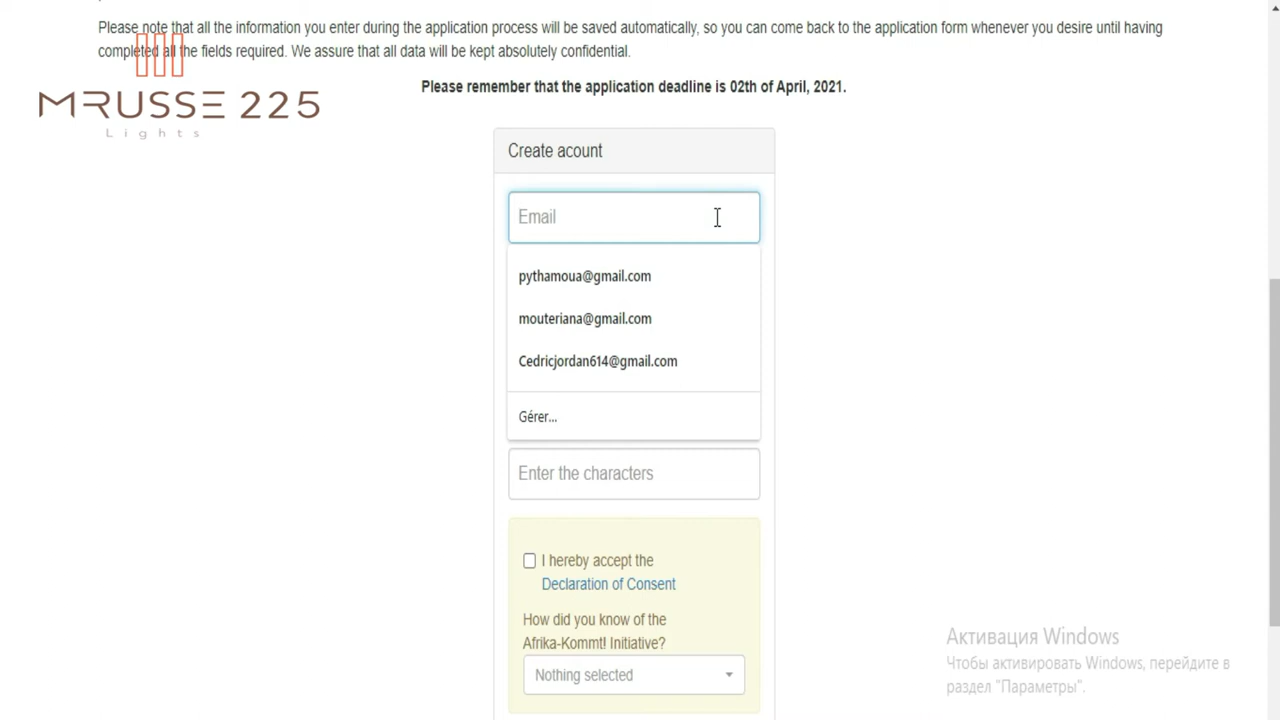 Please note that all the information you enter during the application process will be saved automatically, so you can come back to the application form whenever you desire until having
completed all the fields required. We assure that all data will be kept absolutely confidential.
MRUSSE 225
Lights
Please remember that the application deadline is 02th of April, 2021.
Create acount
Email
pythamoua@gmail.com
mouteriana@gmail.com
Cedricjordan614@gmail.com
Gérer...
Enter the characters
I hereby accept the
Declaration of Consent
How did you know of the
Afrika-Kommt! Initiative?
Nothing selected
Активация Windows
Чтобы активировать Windows, перейдите в
раздел "Параметры".